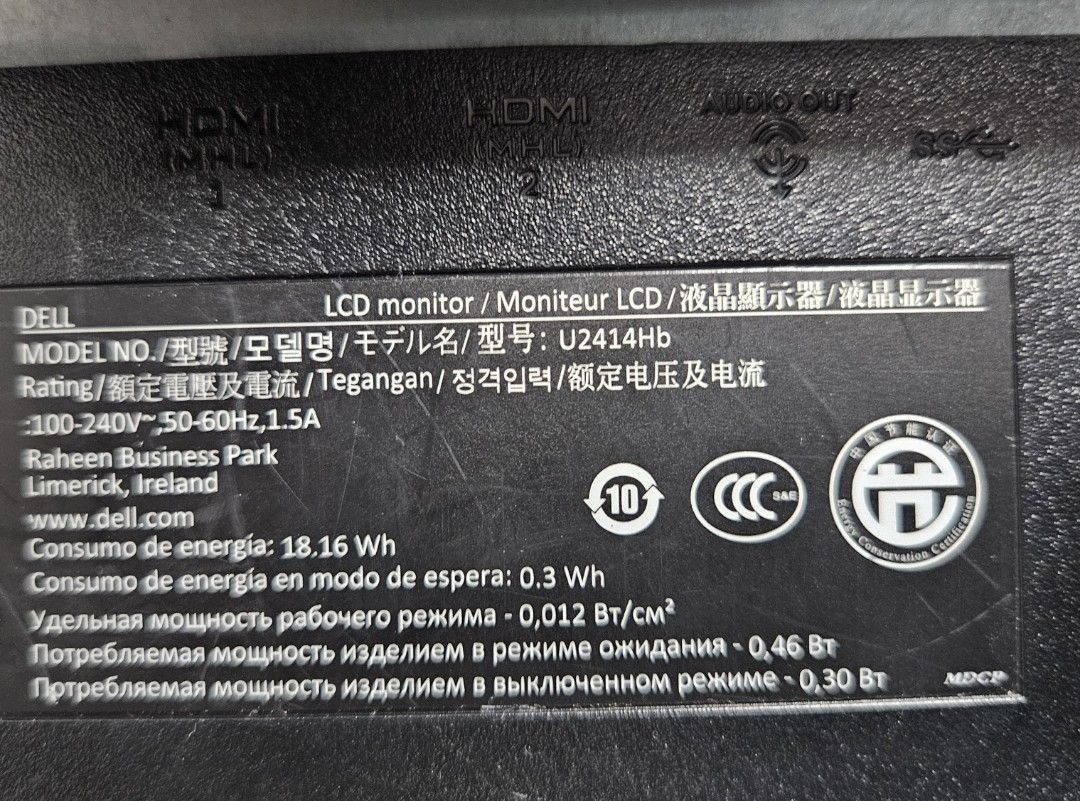 HDMI
(MHL)
1
HDMI
(MHL)
2
AUDIO OUT
SS
DELL
LCD monitor / Moniteur LCD / 液晶顯示器 / 液晶显示器
MODEL NO./型號/모델명/モデル名/型号: U2414Hb
Rating/額定電壓及電流/Tegangan/정격입력/额定电压及电流
:100-240V~,50-60Hz,1.5A
Raheen Business Park
Limerick, Ireland
www.dell.com
10
CCC S&E
中国节能认证
Energy Conservation Certification
Consumo de energía: 18.16 Wh
Consumo de energía en modo de espera: 0.3 Wh
Удельная мощность рабочего режима - 0,012 Вт/см²
Потребляемая мощность изделием в режиме ожидания - 0,46 Вт
Потребляемая мощность изделием в выключенном режиме - 0,30 Вт
MDCP